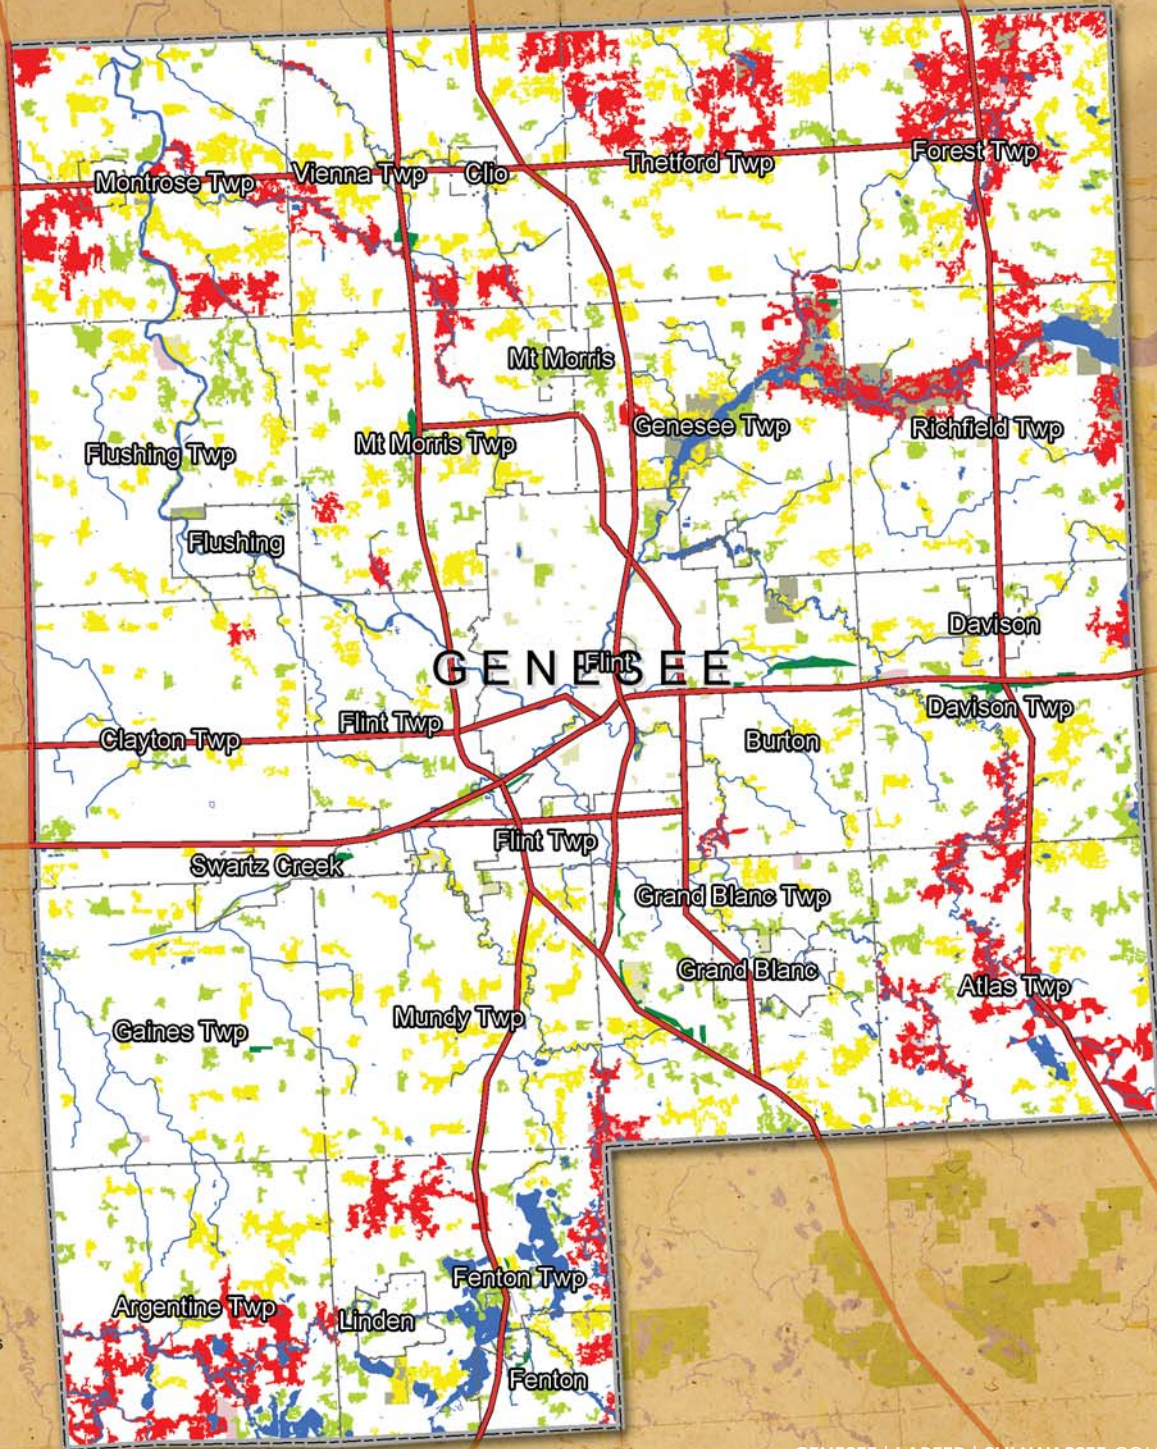 Forest Twp
Thetford Twp
Vienna Twp
Clio
Montrose Twp
Mt Morris
Genesee Twp
Richfield Twp
Mt Morris Twp
Flushing Twp
Flushing
Davison
Flint
GENESEE
Davison Twp
Flint Twp
Clayton Twp
Burton
Flint Twp
Swartz Creek
Grand Blanc Twp
Grand Blanc
Atlas Twp
Mundy Twp
Gaines Twp
Fenton Twp
Argentine Twp
Linden
Fenton